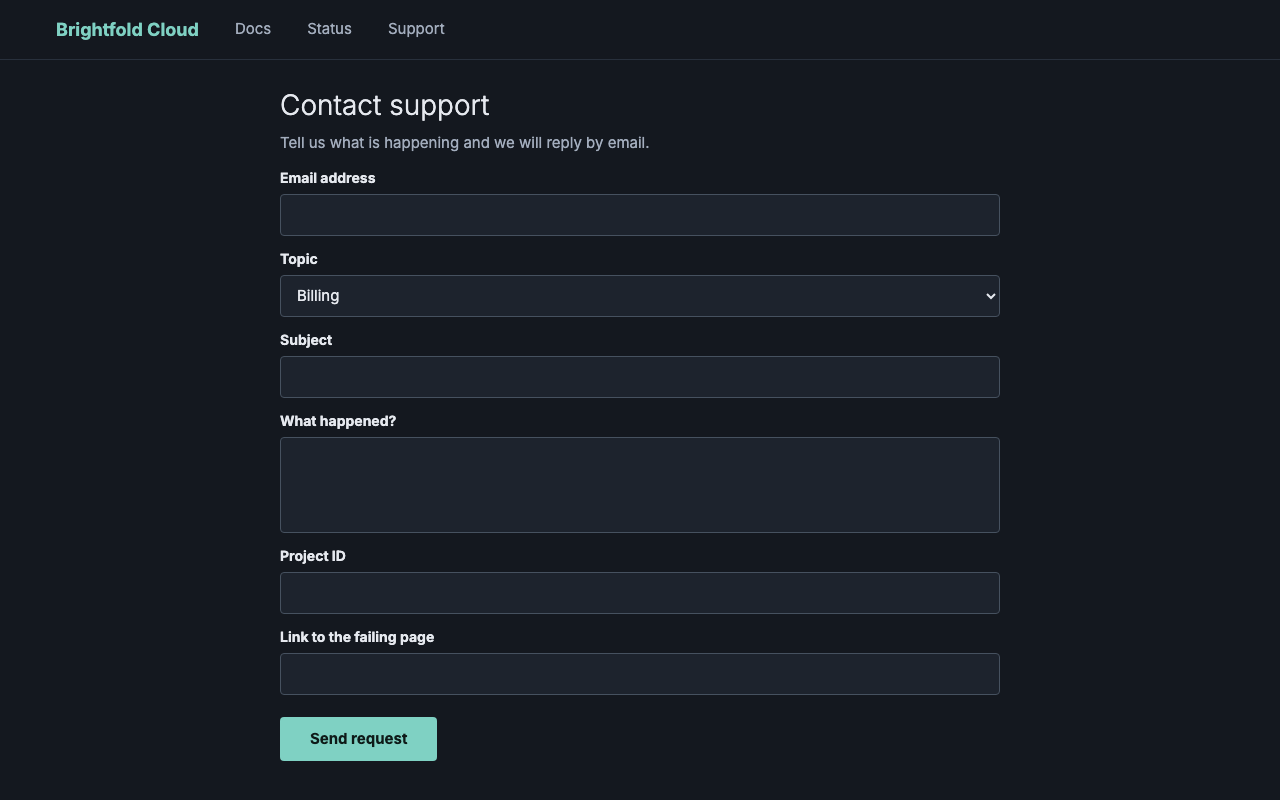 Brightfold Cloud Docs Status Support
Contact support
Tell us what is happening and we will reply by email.
Email address
Topic
Billing
Subject
What happened?
Project ID
Link to the failing page
Send request